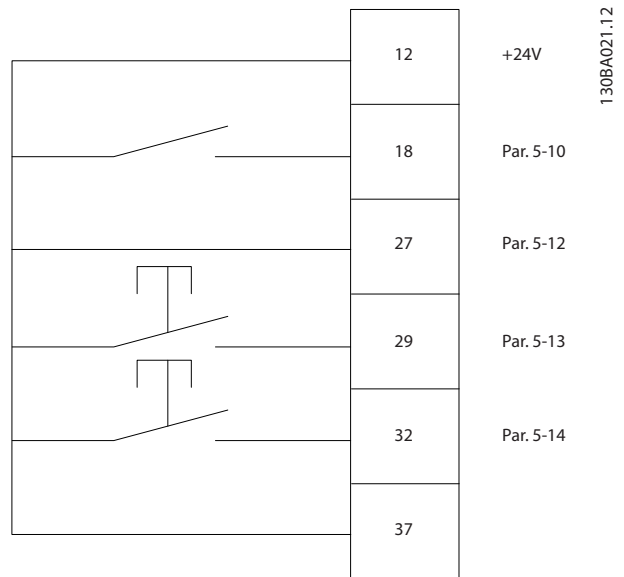 12 +24V
18 Par. 5-10
27 Par. 5-12
29 Par. 5-13
32 Par. 5-14
37
130BA021.12